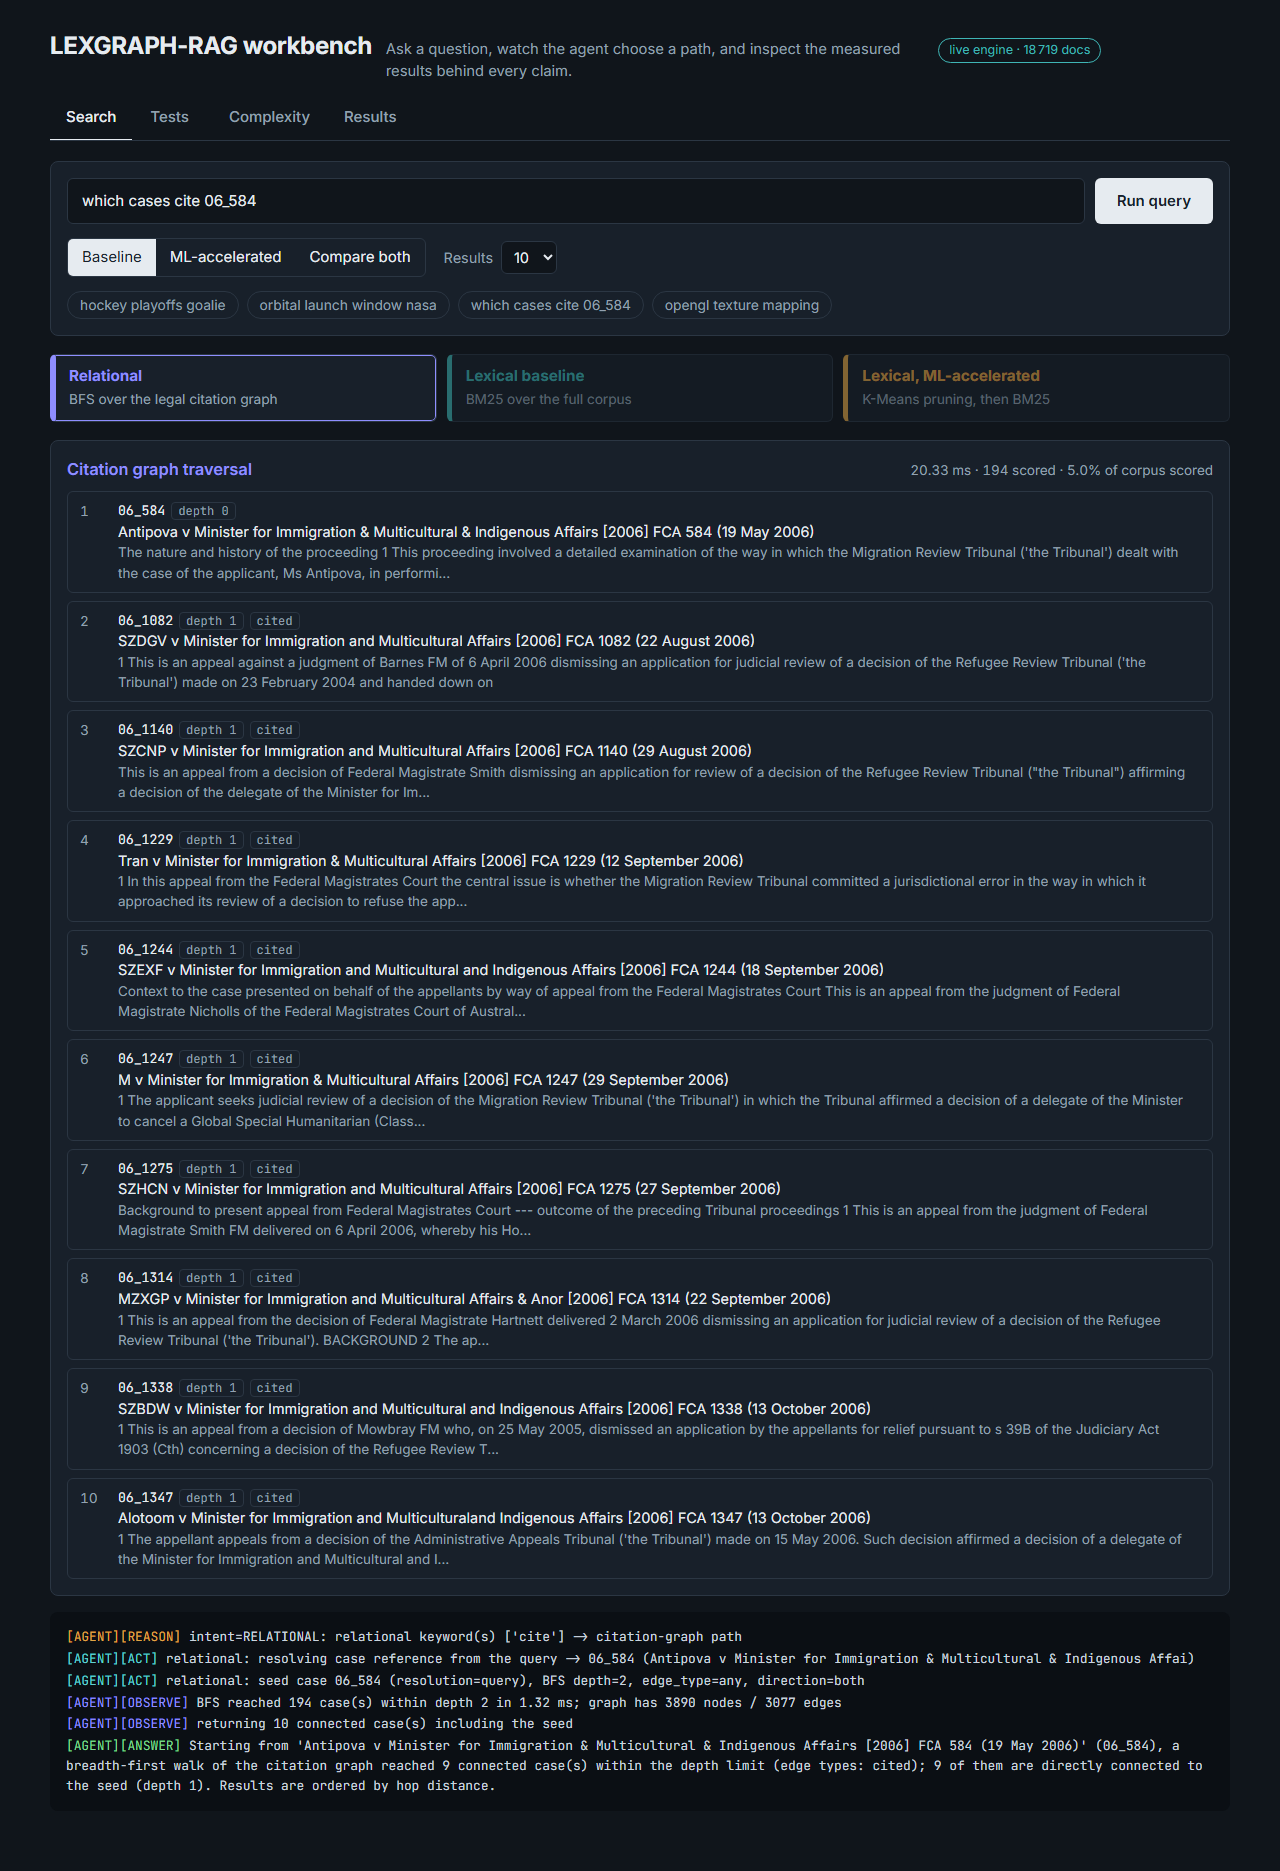 LEXGRAPH-RAG workbench
Ask a question, watch the agent choose a path, and inspect the measured
results behind every claim.
live engine · 18 719 docs
Search
Tests
Complexity
Results
which cases cite 06_584
Run query
Baseline
ML-accelerated
Compare both
Results
10
hockey playoffs goalie
orbital launch window nasa
which cases cite 06_584
opengl texture mapping
Relational
BFS over the legal citation graph
Lexical baseline
BM25 over the full corpus
Lexical, ML-accelerated
K-Means pruning, then BM25
Citation graph traversal
20.33 ms · 194 scored · 5.0% of corpus scored
1 06_584 depth 0
Antipova v Minister for Immigration & Multicultural & Indigenous Affairs [2006] FCA 584 (19 May 2006)
The nature and history of the proceeding 1 This proceeding involved a detailed examination of the way in which the Migration Review Tribunal ('the Tribunal') dealt with
the case of the applicant, Ms Antipova, in performi...
2 06_1082 depth 1 cited
SZDGV v Minister for Immigration and Multicultural Affairs [2006] FCA 1082 (22 August 2006)
1 This is an appeal against a judgment of Barnes FM of 6 April 2006 dismissing an application for judicial review of a decision of the Refugee Review Tribunal ('the
Tribunal') made on 23 February 2004 and handed down on
3 06_1140 depth 1 cited
SZCNP v Minister for Immigration and Multicultural Affairs [2006] FCA 1140 (29 August 2006)
This is an appeal from a decision of Federal Magistrate Smith dismissing an application for review of a decision of the Refugee Review Tribunal ("the Tribunal") affirming
a decision of the delegate of the Minister for Im...
4 06_1229 depth 1 cited
Tran v Minister for Immigration & Multicultural Affairs [2006] FCA 1229 (12 September 2006)
1 In this appeal from the Federal Magistrates Court the central issue is whether the Migration Review Tribunal committed a jurisdictional error in the way in which it
approached its review of a decision to refuse the app...
5 06_1244 depth 1 cited
SZEXF v Minister for Immigration and Multicultural and Indigenous Affairs [2006] FCA 1244 (18 September 2006)
Context to the case presented on behalf of the appellants by way of appeal from the Federal Magistrates Court This is an appeal from the judgment of Federal
Magistrate Nicholls of the Federal Magistrates Court of Austral...
6 06_1247 depth 1 cited
M v Minister for Immigration & Multicultural Affairs [2006] FCA 1247 (29 September 2006)
1 The applicant seeks judicial review of a decision of the Migration Review Tribunal ('the Tribunal') in which the Tribunal affirmed a decision of a delegate of the Minister
to cancel a Global Special Humanitarian (Class...
7 06_1275 depth 1 cited
SZHCN v Minister for Immigration and Multicultural Affairs [2006] FCA 1275 (27 September 2006)
Background to present appeal from Federal Magistrates Court --- outcome of the preceding Tribunal proceedings 1 This is an appeal from the judgment of Federal
Magistrate Smith FM delivered on 6 April 2006, whereby his Ho...
8 06_1314 depth 1 cited
MZXGP v Minister for Immigration and Multicultural Affairs & Anor [2006] FCA 1314 (22 September 2006)
1 This is an appeal from the decision of Federal Magistrate Hartnett delivered 2 March 2006 dismissing an application for judicial review of a decision of the Refugee
Review Tribunal ('the Tribunal'). BACKGROUND 2 The ap...
9 06_1338 depth 1 cited
SZBDW v Minister for Immigration and Multicultural and Indigenous Affairs [2006] FCA 1338 (13 October 2006)
1 This is an appeal from a decision of Mowbray FM who, on 25 May 2005, dismissed an application by the appellants for relief pursuant to s 39B of the Judiciary Act
1903 (Cth) concerning a decision of the Refugee Review T...
10 06_1347 depth 1 cited
Alotoom v Minister for Immigration and Multiculturaland Indigenous Affairs [2006] FCA 1347 (13 October 2006)
1 The appellant appeals from a decision of the Administrative Appeals Tribunal ('the Tribunal') made on 15 May 2006. Such decision affirmed a decision of a delegate of
the Minister for Immigration and Multicultural and I...
[AGENT][REASON] intent=RELATIONAL: relational keyword(s) ['cite'] -> citation-graph path
[AGENT][ACT] relational: resolving case reference from the query -> 06_584 (Antipova v Minister for Immigration & Multicultural & Indigenous Affai)
[AGENT][ACT] relational: seed case 06_584 (resolution=query), BFS depth=2, edge_type=any, direction=both
[AGENT][OBSERVE] BFS reached 194 case(s) within depth 2 in 1.32 ms; graph has 3890 nodes / 3077 edges
[AGENT][OBSERVE] returning 10 connected case(s) including the seed
[AGENT][ANSWER] Starting from 'Antipova v Minister for Immigration & Multicultural & Indigenous Affairs [2006] FCA 584 (19 May 2006)' (06_584), a
breadth-first walk of the citation graph reached 9 connected case(s) within the depth limit (edge types: cited); 9 of them are directly connected to
the seed (depth 1). Results are ordered by hop distance.